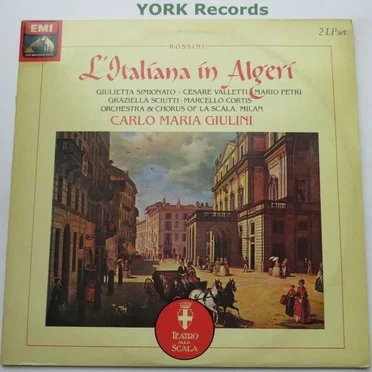 YORK Records
EMI
ROSSINI
2 LP set
L'Italiana in Algeri
GIULIETTA SIMIONATO · CESARE VALLETTI · MARIO PETRI
GRAZIELLA SCIUTTI · MARCELLO CORTIS
ORCHESTRA & CHORUS OF LA SCALA, MILAN
CARLO MARIA GIULINI
TEATRO
ALLA
SCALA